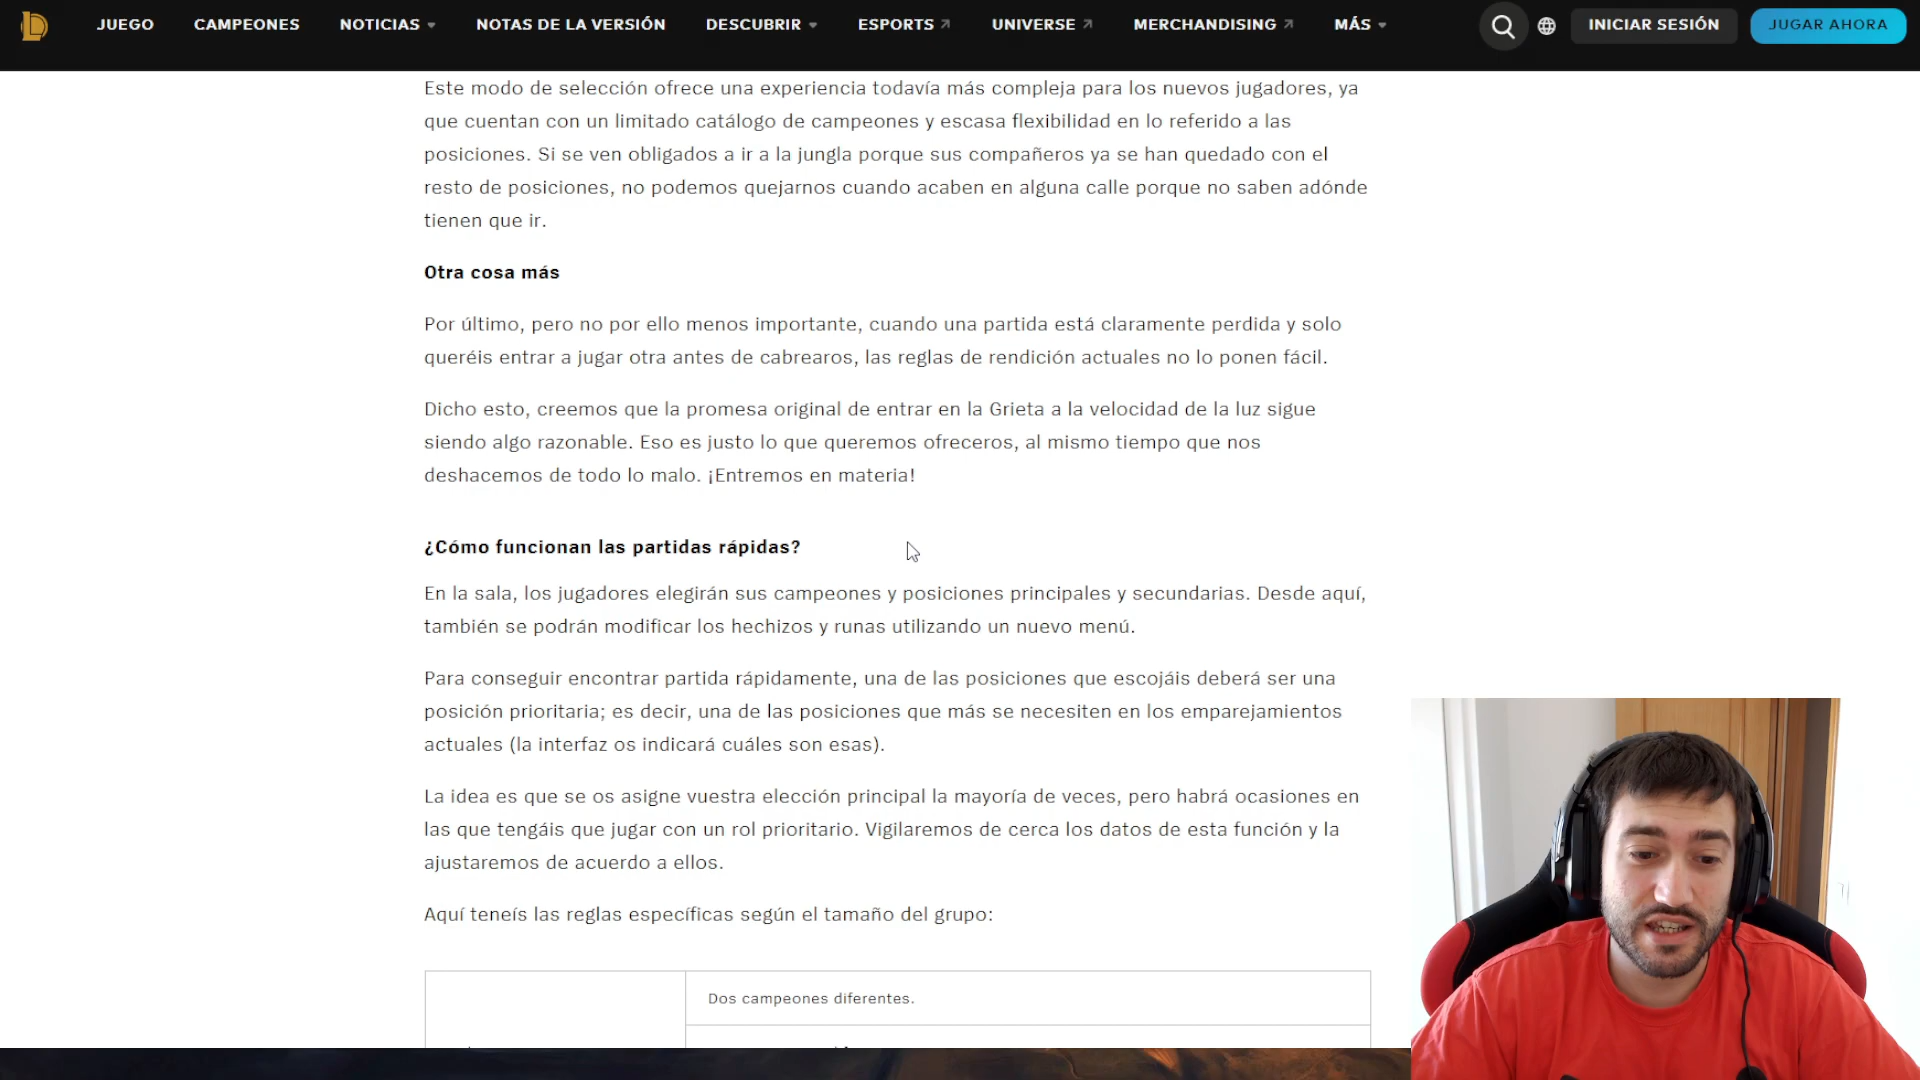 JUEGO CAMPEONES NOTICIAS NOTAS DE LA VERSIÓN DESCUBRIR ESPORTS UNIVERSE MERCHANDISING MÁS INICIAR SESIÓN JUGAR AHORA
Este modo de selección ofrece una experiencia todavía más compleja para los nuevos jugadores, ya
que cuentan con un limitado catálogo de campeones y escasa flexibilidad en lo referido a las
posiciones. Si se ven obligados a ir a la jungla porque sus compañeros ya se han quedado con el
resto de posiciones, no podemos quejarnos cuando acaben en alguna calle porque no saben adónde
tienen que ir.
Otra cosa más
Por último, pero no por ello menos importante, cuando una partida está claramente perdida y solo
queréis entrar a jugar otra antes de cabrearos, las reglas de rendición actuales no lo ponen fácil.
Dicho esto, creemos que la promesa original de entrar en la Grieta a la velocidad de la luz sigue
siendo algo razonable. Eso es justo lo que queremos ofreceros, al mismo tiempo que nos
deshacemos de todo lo malo. ¡Entremos en materia!
¿Cómo funcionan las partidas rápidas?
En la sala, los jugadores elegirán sus campeones y posiciones principales y secundarias. Desde aquí,
también se podrán modificar los hechizos y runas utilizando un nuevo menú.
Para conseguir encontrar partida rápidamente, una de las posiciones que escojáis deberá ser una
posición prioritaria; es decir, una de las posiciones que más se necesiten en los emparejamientos
actuales (la interfaz os indicará cuáles son esas).
La idea es que se os asigne vuestra elección principal la mayoría de veces, pero habrá ocasiones en
las que tengáis que jugar con un rol prioritario. Vigilaremos de cerca los datos de esta función y la
ajustaremos de acuerdo a ellos.
Aquí teneís las reglas específicas según el tamaño del grupo:
Dos campeones diferentes.